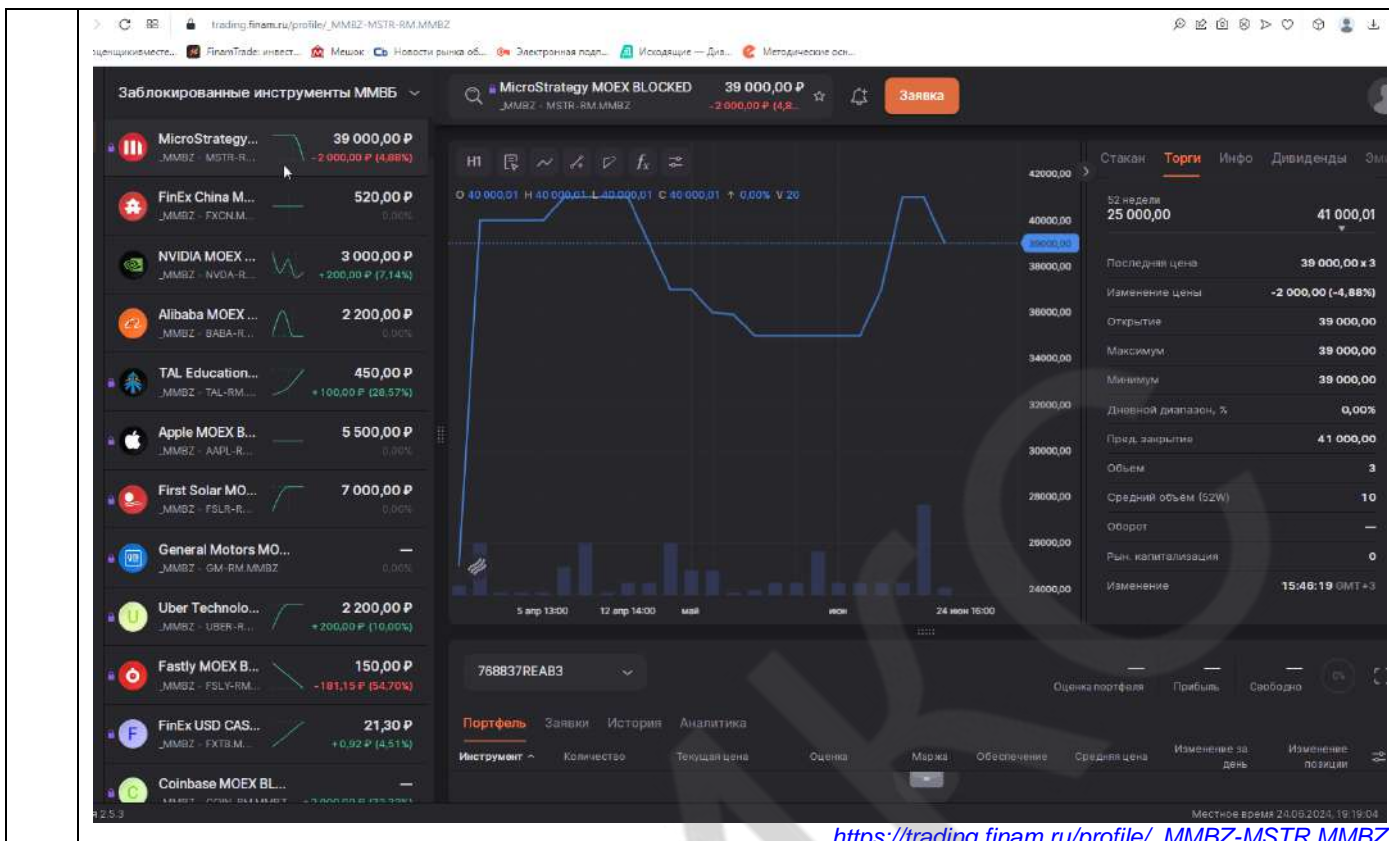 trading.finam.ru/profile/_MMBZ-MSTR-RM.MMBZ
FinamTrade: инвест... Мешок Новости рынка об... Электронная подп... Исходящие — Диа... Методические осн...
Заблокированные инструменты ММВБ
MicroStrategy MOEX BLOCKED 39 000,00 ₽
_MMBZ - MSTR-RM.MMBZ -2 000,00 ₽ (4,8...
Заявка
MicroStrategy... 39 000,00 ₽
_MMBZ - MSTR-R... -2 000,00 ₽ (4,88%)
FinEx China M... 520,00 ₽
_MMBZ - FXCN.M... 0,00%
NVIDIA MOEX ... 3 000,00 ₽
_MMBZ - NVDA-R... +200,00 ₽ (7,14%)
Alibaba MOEX ... 2 200,00 ₽
_MMBZ - BABA-R... 0,00%
TAL Education... 450,00 ₽
_MMBZ - TAL-RM.... +100,00 ₽ (28,57%)
Apple MOEX B... 5 500,00 ₽
_MMBZ - AAPL-R... 0,00%
First Solar MO... 7 000,00 ₽
_MMBZ - FSLR-R... 0,00%
General Motors MO... —
_MMBZ - GM-RM.MMBZ 0,00%
Uber Technolo... 2 200,00 ₽
_MMBZ - UBER-R... +200,00 ₽ (10,00%)
Fastly MOEX B... 150,00 ₽
_MMBZ - FSLY-RM... -181,15 ₽ (54,70%)
FinEx USD CAS... 21,30 ₽
_MMBZ - FXTB.M... +0,92 ₽ (4,51%)
Coinbase MOEX BL... —
H1
O 40 000,01 H 40 000,01 L 40 000,01 C 40 000,01 ↑ 0,00% V 20
42000,00
40000,00
39000,00
38000,00
36000,00
34000,00
32000,00
30000,00
28000,00
26000,00
24000,00
5 апр 13:00 12 апр 14:00 май июн 24 июн 16:00
Стакан Торги Инфо Дивиденды
52 недели
25 000,00 41 000,01
Последняя цена 39 000,00 x 3
Изменение цены -2 000,00 (-4,88%)
Открытие 39 000,00
Максимум 39 000,00
Минимум 39 000,00
Дневной диапазон, % 0,00%
Пред. закрытие 41 000,00
Объем 3
Средний объем (52W) 10
Оборот —
Рын. капитализация 0
Изменение 15:46:19 GMT+3
768837REAB3
Оценка портфеля Прибыль Свободно 0%
Портфель Заявки История Аналитика
Инструмент Количество Текущая цена Оценка Маржа Обеспечение Средняя цена Изменение за день Изменение позиции
2.5.3
Местное время 24.06.2024, 19:19:04
https://trading.finam.ru/profile/_MMBZ-MSTR.MMBZ